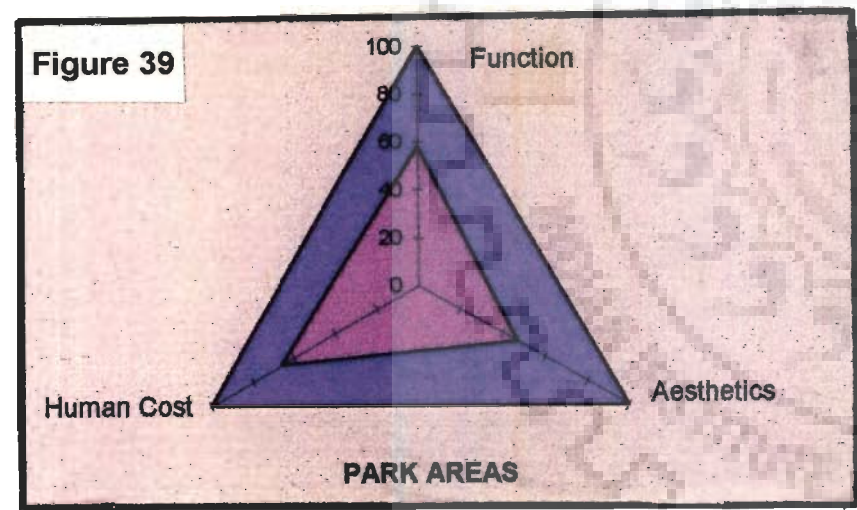 Figure 39
100
Function
80
60
40
20
0
Human Cost
Aesthetics
PARK AREAS